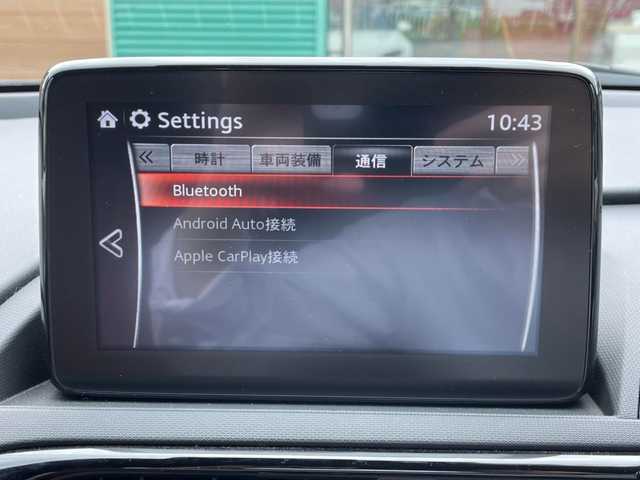 Settings 10:43
時計 車両装備 通信 システム
Bluetooth
Android Auto接続
Apple CarPlay接続